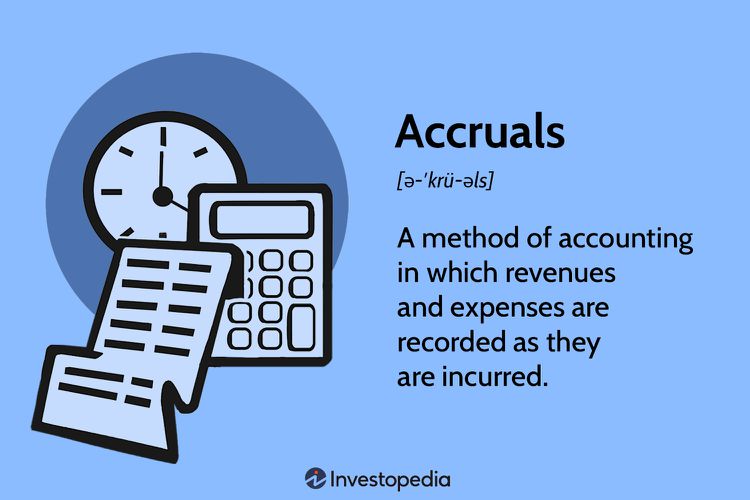 Accruals
[ə-ˈkrü-əls]
A method of accounting
in which revenues
and expenses are
recorded as they
are incurred.
Investopedia